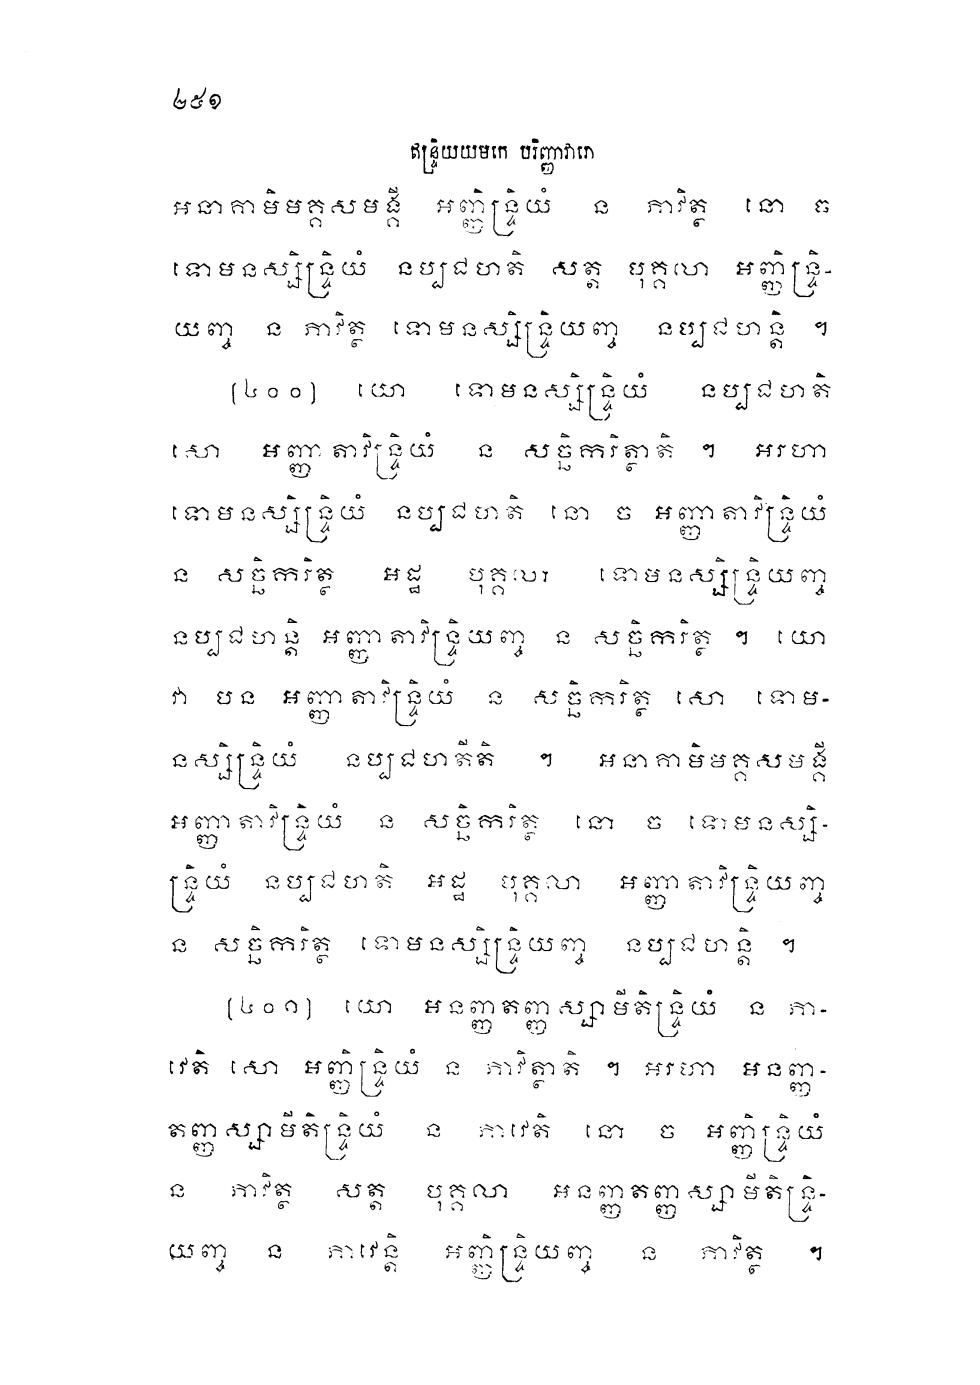 ២៥១
ឥន្ទ្រិយយមកេ បរិញ្ញាវារោ
អនាគាមិមគ្គសមង្គី អញ្ញិន្ទ្រិយំ ន ភាវិត្ថ នោ ច
ទោមនស្សិន្ទ្រិយំ នប្បជហតិ សត្ត បុគ្គលា អញ្ញិន្ទ្រិ-
យញ្ច ន ភាវិត្ថ ទោមនស្សិន្ទ្រិយញ្ច នប្បជហន្តិ ។
(៤០០) យោ ទោមនស្សិន្ទ្រិយំ នប្បជហតិ
សោ អញ្ញាតាវិន្ទ្រិយំ ន សច្ឆិករិត្ថាតិ ។ អរហា
ទោមនស្សិន្ទ្រិយំ នប្បជហតិ នោ ច អញ្ញាតាវិន្ទ្រិយំ
ន សច្ឆិករិត្ថ អដ្ឋ បុគ្គលា ទោមនស្សិន្ទ្រិយញ្ច
នប្បជហន្តិ អញ្ញាតាវិន្ទ្រិយញ្ច ន សច្ឆិករិត្ថ ។ យោ
វា បន អញ្ញាតាវិន្ទ្រិយំ ន សច្ឆិករិត្ថ សោ ទោម-
នស្សិន្ទ្រិយំ នប្បជហតីតិ ។ អនាគាមិមគ្គសមង្គី
អញ្ញាតាវិន្ទ្រិយំ ន សច្ឆិករិត្ថ នោ ច ទោមនស្សិ-
ន្ទ្រិយំ នប្បជហតិ អដ្ឋ បុគ្គលា អញ្ញាតាវិន្ទ្រិយញ្ច
ន សច្ឆិករិត្ថ ទោមនស្សិន្ទ្រិយញ្ច នប្បជហន្តិ ។
(៤០១) យោ អនញ្ញតញ្ញស្សាមីតិន្ទ្រិយំ ន ភា-
វេតិ សោ អញ្ញិន្ទ្រិយំ ន ភាវិត្ថាតិ ។ អរហា អនញ្ញ-
តញ្ញស្សាមីតិន្ទ្រិយំ ន ភាវេតិ នោ ច អញ្ញិន្ទ្រិយំ
ន ភាវិត្ថ សត្ត បុគ្គលា អនញ្ញតញ្ញស្សាមីតិន្ទ្រិ-
យញ្ច ន ភាវេន្តិ អញ្ញិន្ទ្រិយញ្ច ន ភាវិត្ថ ។